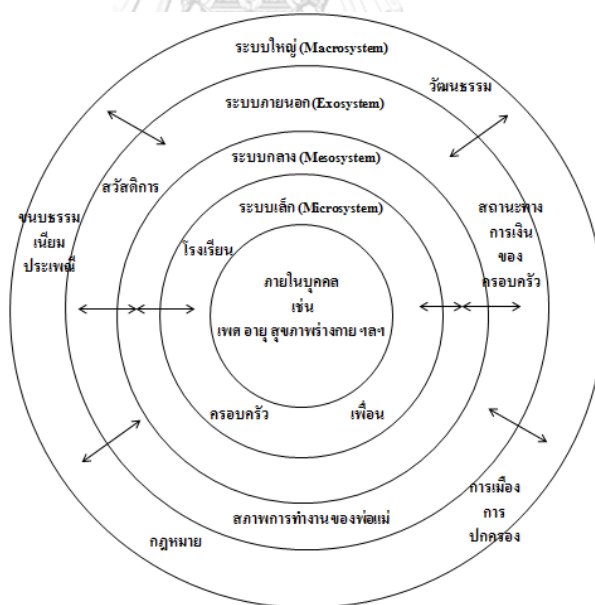 ระบบใหญ่ (Macrosystem)
วัฒนธรรม
ระบบภายนอก (Exosystem)
ระบบกลาง (Mesosystem)
สวัสดิการ
ระบบเล็ก (Microsystem)
ขนบธรรม
เนียม
ประเพณี
สถานะทาง
การเงิน
ของ
ครอบครัว
โรงเรียน
ภายในบุคคล
เช่น
เพศ อายุ สุขภาพร่างกาย ฯลฯ
ครอบครัว
เพื่อน
สภาพการทำงานของพ่อแม่
กฎหมาย
การเมือง
การ
ปกครอง